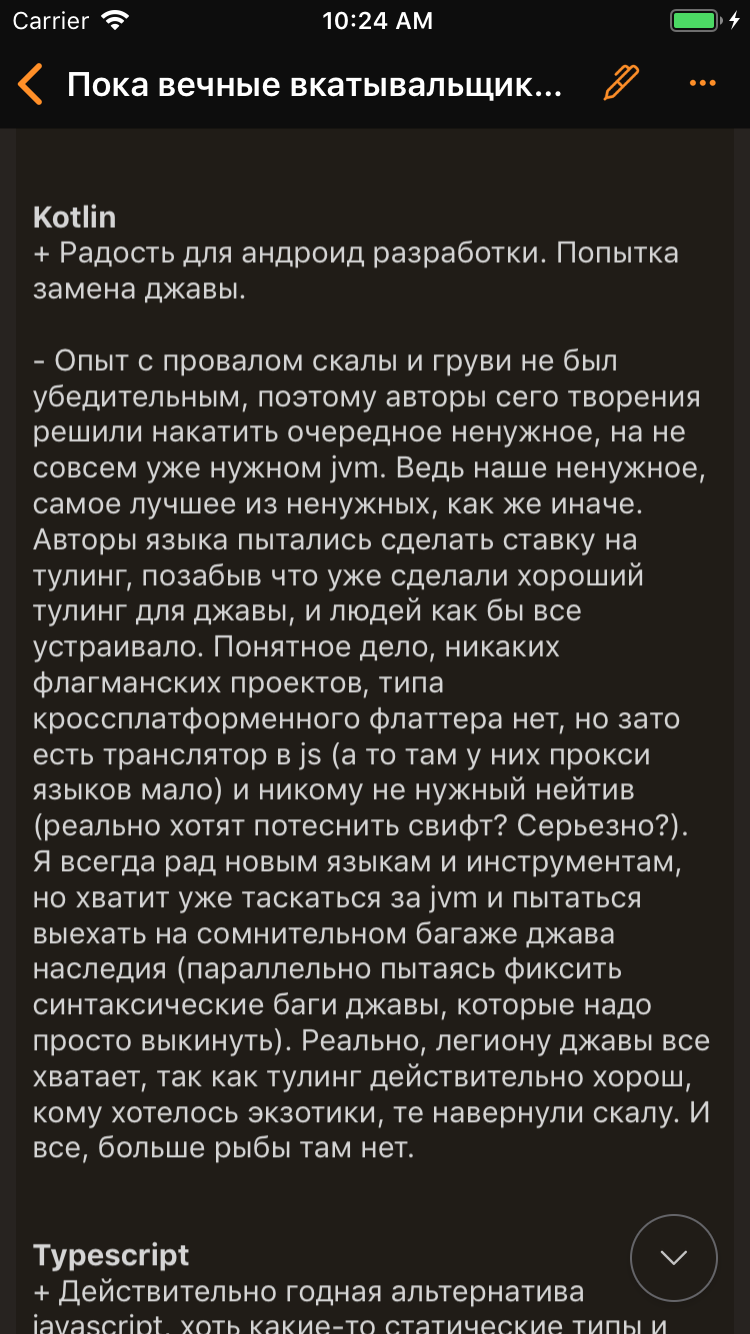 Carrier 10:24 AM
Пока вечные вкатывальщик...
Kotlin
+ Радость для андроид разработки. Попытка
замена джавы.
- Опыт с провалом скалы и груви не был
убедительным, поэтому авторы сего творения
решили накатить очередное ненужное, на не
совсем уже нужном jvm. Ведь наше ненужное,
самое лучшее из ненужных, как же иначе.
Авторы языка пытались сделать ставку на
тулинг, позабыв что уже сделали хороший
тулинг для джавы, и людей как бы все
устраивало. Понятное дело, никаких
флагманских проектов, типа
кроссплатформенного флаттера нет, но зато
есть транслятор в js (а то там у них прокси
языков мало) и никому не нужный нейтив
(реально хотят потеснить свифт? Серьезно?).
Я всегда рад новым языкам и инструментам,
но хватит уже таскаться за jvm и пытаться
выехать на сомнительном багаже джава
наследия (параллельно пытаясь фиксить
синтаксические баги джавы, которые надо
просто выкинуть). Реально, легиону джавы все
хватает, так как тулинг действительно хорош,
кому хотелось экзотики, те навернули скалу. И
все, больше рыбы там нет.
Typescript
+ Действительно годная альтернатива
javascript, хоть какие-то статические типы и